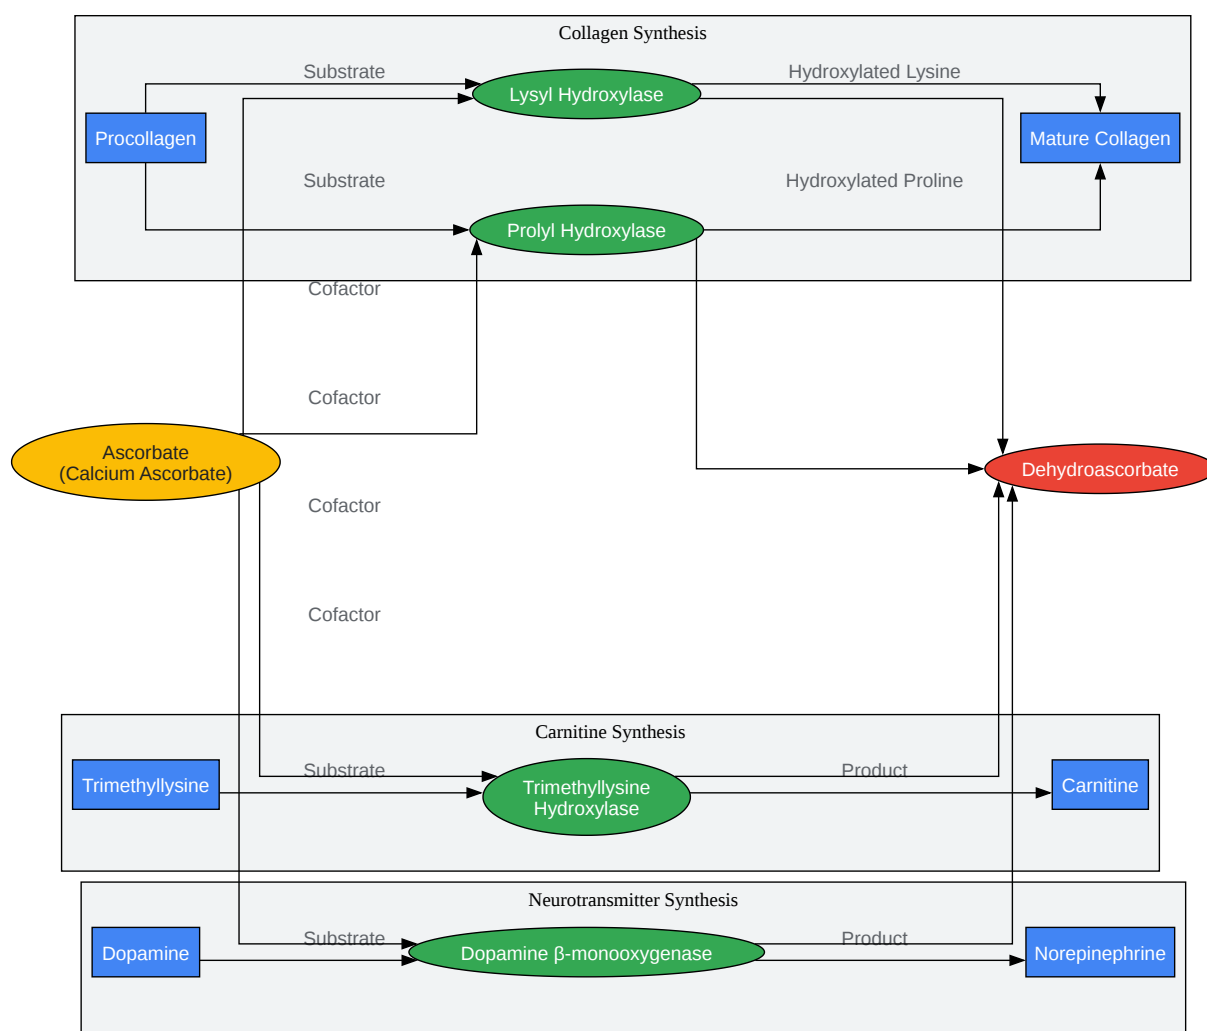 Collagen Synthesis
Substrate
Hydroxylated Lysine
Lysyl Hydroxylase
Procollagen
Mature Collagen
Substrate
Hydroxylated Proline
Prolyl Hydroxylase
Cofactor
Cofactor
Ascorbate
(Calcium Ascorbate)
Dehydroascorbate
Cofactor
Cofactor
Carnitine Synthesis
Substrate
Product
Trimethyllysine
Trimethyllysine
Hydroxylase
Carnitine
Neurotransmitter Synthesis
Substrate
Product
Dopamine
Dopamine β-monooxygenase
Norepinephrine